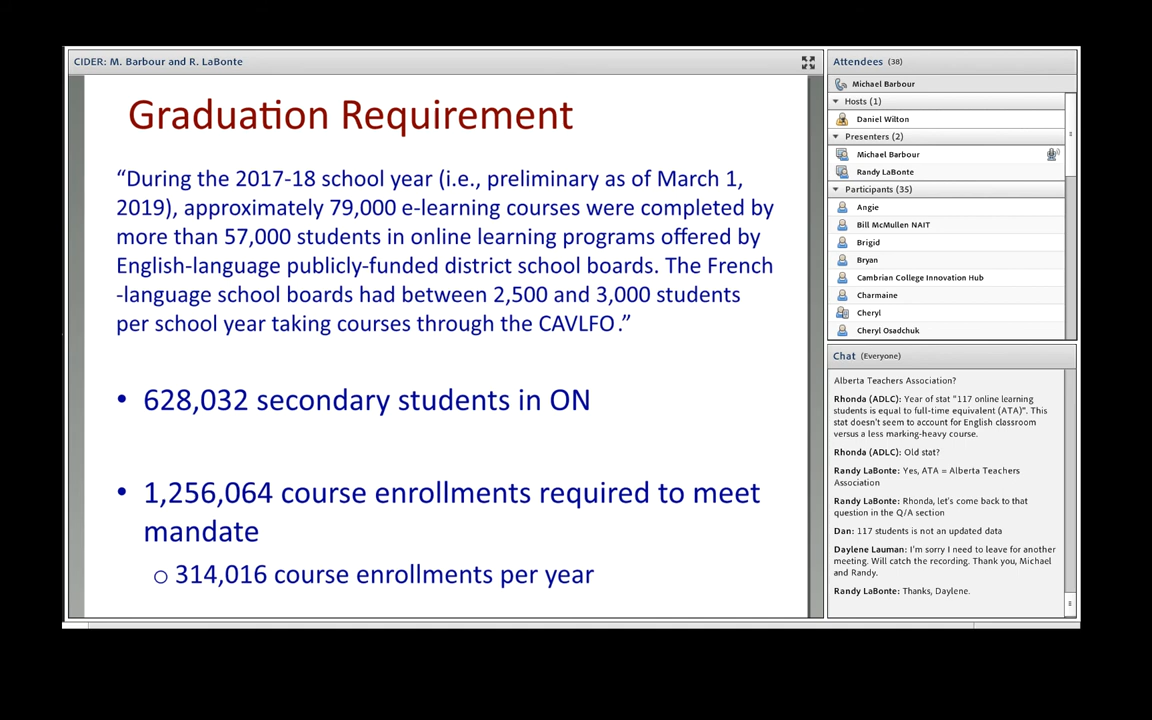 CIDER: M. Barbour and R. LaBonte
Graduation Requirement
“During the 2017-18 school year (i.e., preliminary as of March 1,
2019), approximately 79,000 e-learning courses were completed by
more than 57,000 students in online learning programs offered by
English-language publicly-funded district school boards. The French
-language school boards had between 2,500 and 3,000 students
per school year taking courses through the CAVLFO.”
• 628,032 secondary students in ON
• 1,256,064 course enrollments required to meet
mandate
o 314,016 course enrollments per year
Attendees (38)
Michael Barbour
Hosts (1)
Daniel Wilton
Presenters (2)
Michael Barbour
Randy LaBonte
Participants (35)
Angie
Bill McMullen NAIT
Brigid
Bryan
Cambrian College Innovation Hub
Charmaine
Cheryl
Cheryl Osadchuk
Chat (Everyone)
Alberta Teachers Association?
Rhonda (ADLC): Year of stat "117 online learning
students is equal to full-time equivalent (ATA)". This
stat doesn't seem to account for English classroom
versus a less marking-heavy course.
Rhonda (ADLC): Old stat?
Randy LaBonte: Yes, ATA = Alberta Teachers
Association
Randy LaBonte: Rhonda, let's come back to that
question in the Q/A section
Dan: 117 students is not an updated data
Daylene Lauman: I'm sorry I need to leave for another
meeting. Will catch the recording. Thank you, Michael
and Randy.
Randy LaBonte: Thanks, Daylene.